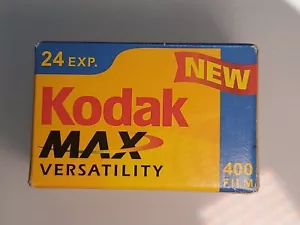 24 EXP.
NEW
Kodak
MAX
VERSATILITY
400
FILM